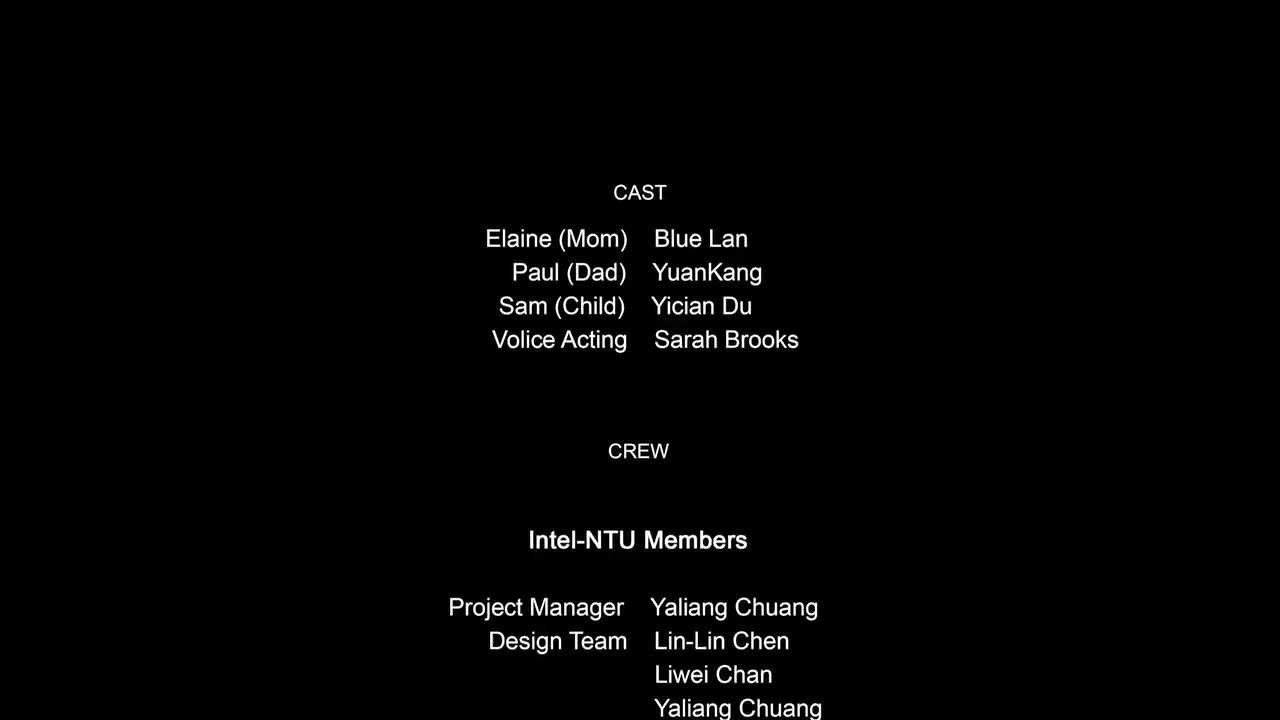 CAST
Elaine (Mom) Blue Lan
Paul (Dad) YuanKang
Sam (Child) Yician Du
Volice Acting Sarah Brooks
CREW
Intel-NTU Members
Project Manager Yaliang Chuang
Design Team Lin-Lin Chen
Liwei Chan
Yaliang Chuang